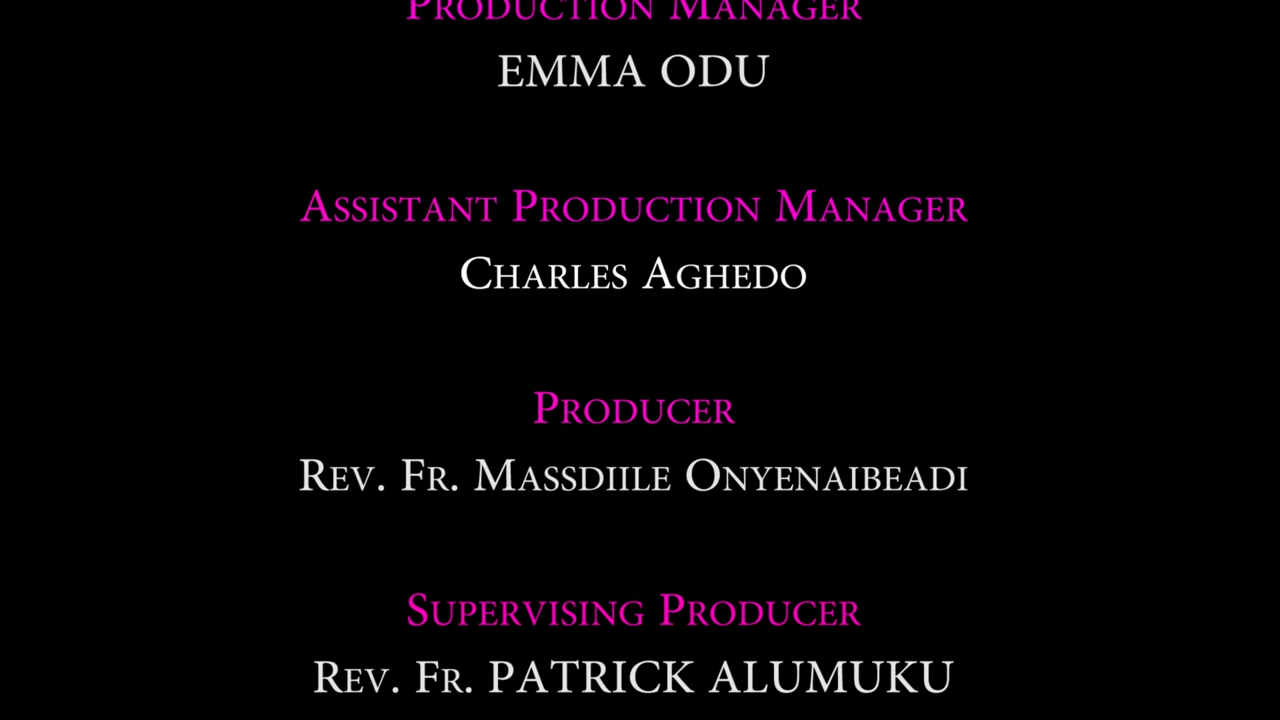 Production Manager
EMMA ODU
Assistant Production Manager
Charles Aghedo
Producer
Rev. Fr. Massdiile Onyenaibeadi
Supervising Producer
Rev. Fr. PATRICK ALUMUKU